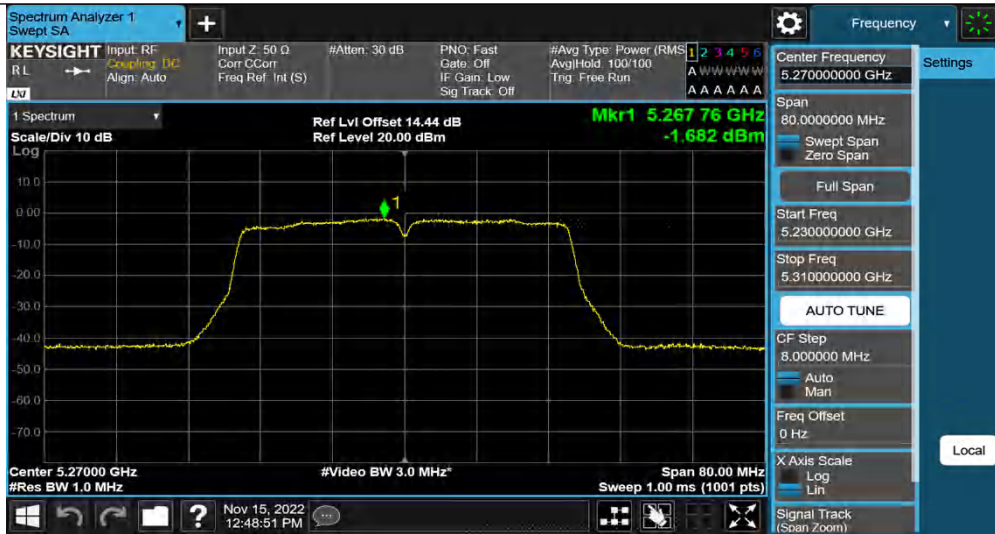 Spectrum Analyzer 1
Swept SA
+
Frequency
KEYSIGHT
RL
LXI
Input: RF
Coupling: DC
Align: Auto
Input Z: 50 Ω
Corr CCorr
Freq Ref: Int (S)
#Atten: 30 dB
PNO: Fast
Gate: Off
IF Gain: Low
Sig Track: Off
#Avg Type: Power (RMS
Avg|Hold: 100/100
Trig: Free Run
1 2 3 4 5 6
A W W W W W
A A A A A A
1 Spectrum
Scale/Div 10 dB
Log
Ref Lvl Offset 14.44 dB
Ref Level 20.00 dBm
Mkr1 5.267 76 GHz
-1.682 dBm
10.0
0.00
-10.0
-20.0
-30.0
-40.0
-50.0
-60.0
-70.0
1
Center 5.27000 GHz
#Res BW 1.0 MHz
#Video BW 3.0 MHz*
Span 80.00 MHz
Sweep 1.00 ms (1001 pts)
?
Nov 15, 2022
12:48:51 PM
Center Frequency
5.270000000 GHz
Span
80.0000000 MHz
Swept Span
Zero Span
Full Span
Start Freq
5.230000000 GHz
Stop Freq
5.310000000 GHz
AUTO TUNE
CF Step
8.000000 MHz
Auto
Man
Freq Offset
0 Hz
X Axis Scale
Log
Lin
Signal Track
(Span Zoom)
Settings
Local